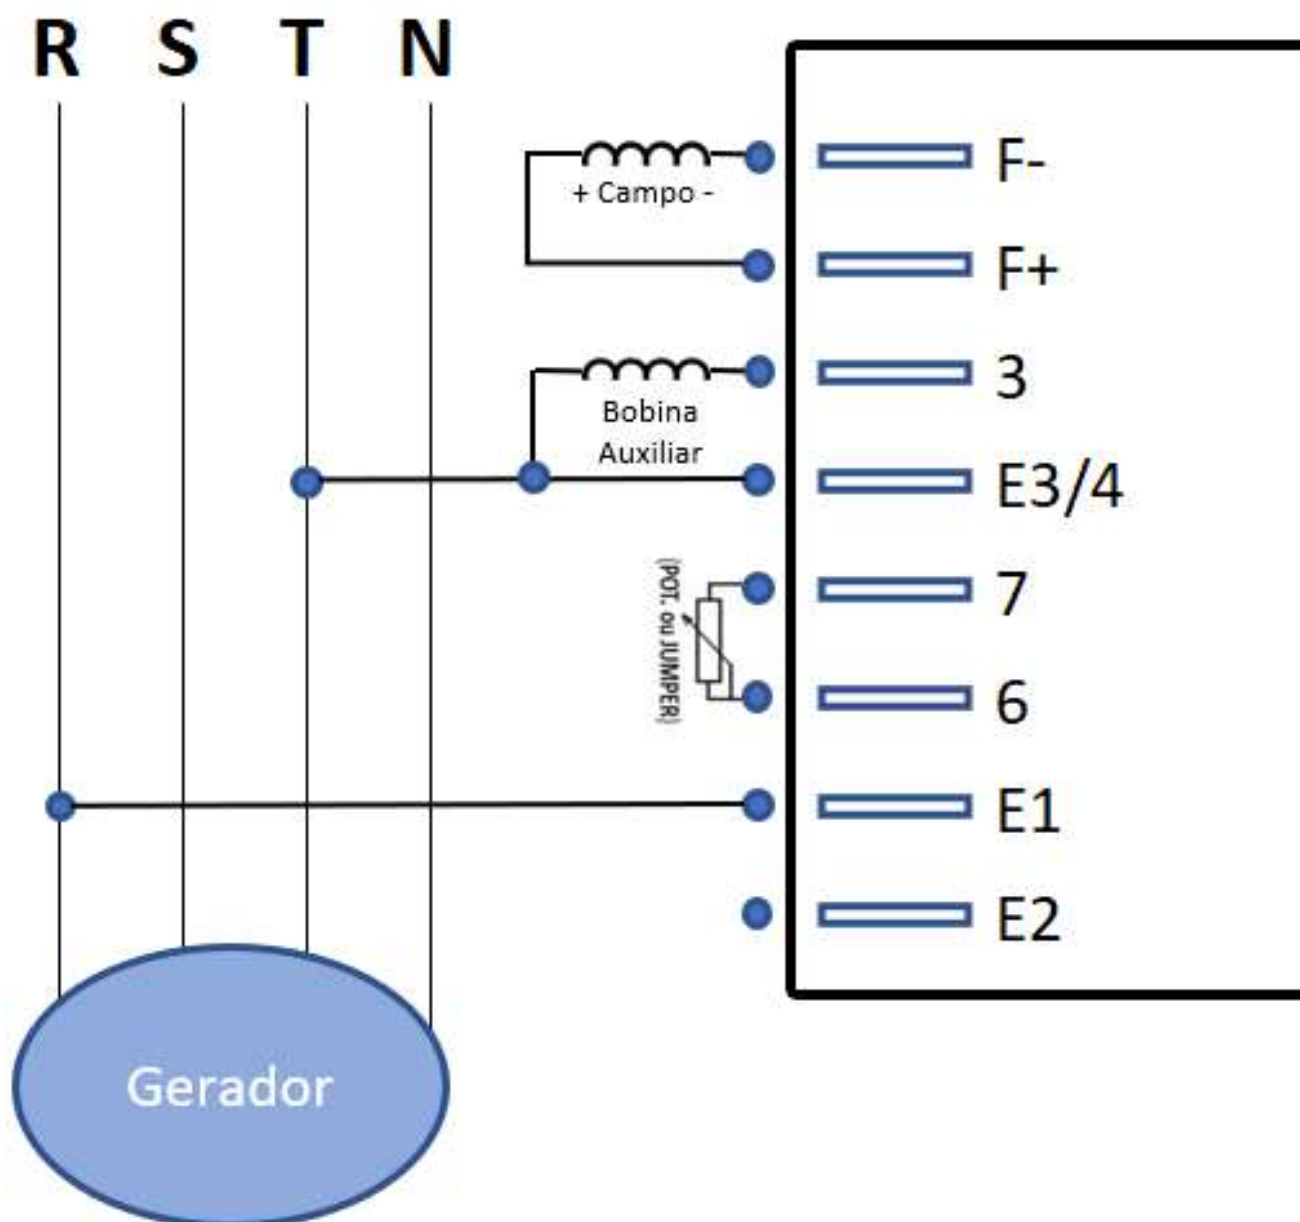 R S T N
F-
+ Campo -
F+
3
Bobina
Auxiliar
E3/4
(POT. ou JUMPER)
7
6
E1
E2
Gerador